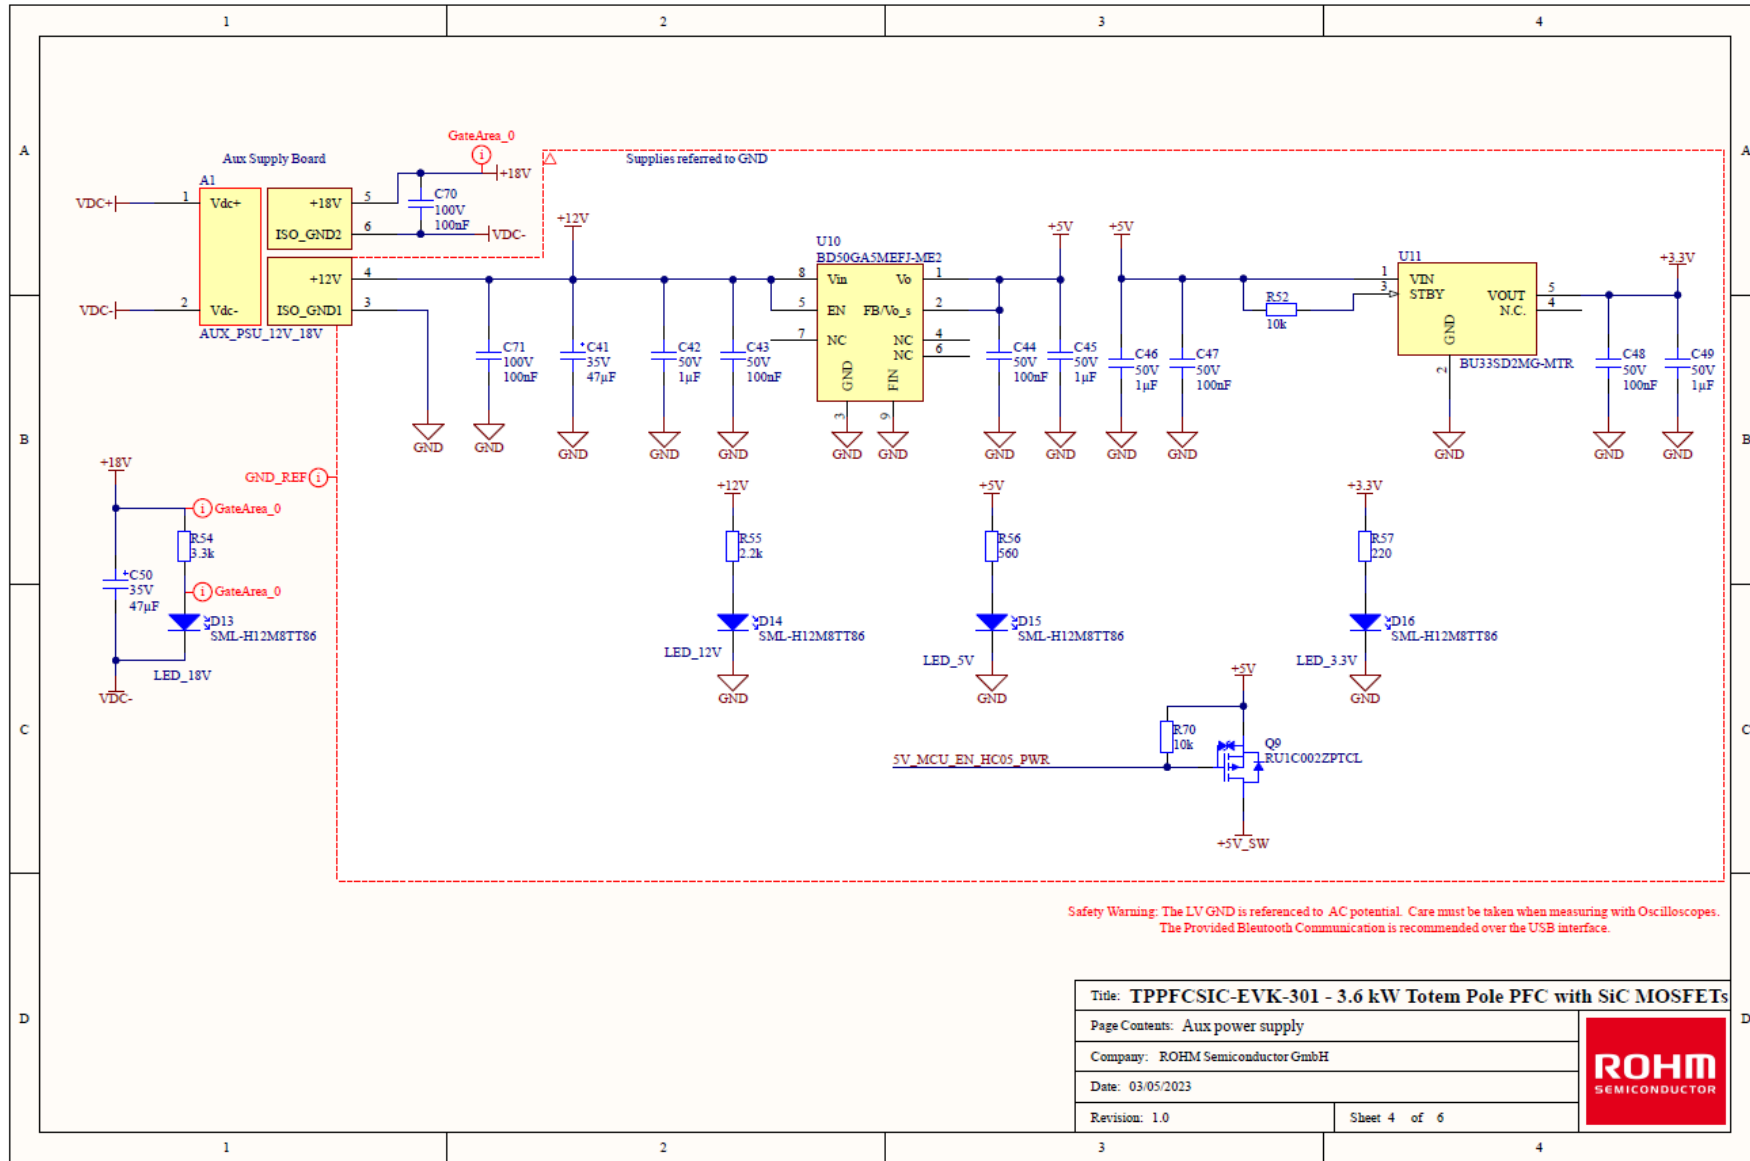 1 2 3 4
A A
B B
C C
D D
Aux Supply Board
GateArea_0
i
+18V
Supplies referred to GND
A1
VDC+
1
Vdc+
+18V
5
C70
100V
100nF
ISO_GND2
6
VDC-
+12V
4
VDC-
2
Vdc-
ISO_GND1
3
AUX_PSU_12V_18V
GND
C71
100V
100nF
GND
+12V
C41
35V
47µF
GND
C42
50V
1µF
GND
C43
50V
100nF
GND
U10
BD50GA5MEFJ-ME2
8 Vin Vo 1
5 EN FB/Vo_s 2
7 NC NC 4
NC 6
GND FIN
3 9
GND GND
C44
50V
100nF
GND
+5V
C45
50V
1µF
GND
+5V
C46
50V
1µF
GND
C47
50V
100nF
GND
R52
10k
U11
1 VIN
3 STBY
VOUT 5
N.C. 4
GND
2
BU33SD2MG-MTR
GND
C48
50V
100nF
GND
+3.3V
C49
50V
1µF
GND
+18V
GND_REF i
i GateArea_0
R54
3.3k
i GateArea_0
+C50
35V
47µF
D13
SML-H12M8TT86
LED_18V
VDC-
+12V
R55
2.2k
D14
SML-H12M8TT86
LED_12V
GND
+5V
R56
560
D15
SML-H12M8TT86
LED_5V
GND
+3.3V
R57
220
D16
SML-H12M8TT86
LED_3.3V
GND
+5V
R70
10k
Q9
RU1C002ZPTCL
5V_MCU_EN_HC05_PWR
+5V_SW
Safety Warning: The LV GND is referenced to AC potential. Care must be taken when measuring with Oscilloscopes.
The Provided Bleutooth Communication is recommended over the USB interface.
Title: TPPFCSIC-EVK-301 - 3.6 kW Totem Pole PFC with SiC MOSFETs
Page Contents: Aux power supply
Company: ROHM Semiconductor GmbH
Date: 03/05/2023
Revision: 1.0
Sheet 4 of 6
ROHM
SEMICONDUCTOR
1 2 3 4